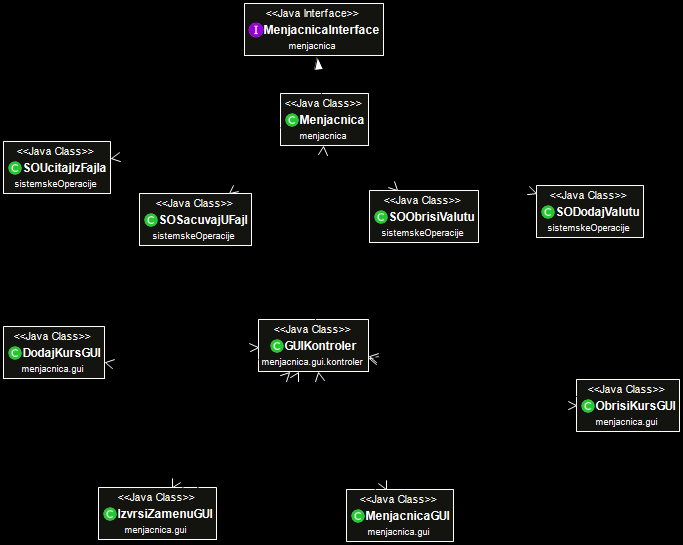 <<Java Interface>>
I MenjacnicaInterface
menjacnica
<<Java Class>>
C Menjacnica
menjacnica
<<Java Class>>
C SOUcitajIzFajla
sistemskeOperacije
<<Java Class>>
C SOSacuvajUFajl
sistemskeOperacije
<<Java Class>>
C SOObrisiValutu
sistemskeOperacije
<<Java Class>>
C SODodajValutu
sistemskeOperacije
<<Java Class>>
C DodajKursGUI
menjacnica.gui
<<Java Class>>
C GUIKontroler
menjacnica.gui.kontroler
<<Java Class>>
C ObrisiKursGUI
menjacnica.gui
<<Java Class>>
C IzvrsiZamenuGUI
menjacnica.gui
<<Java Class>>
C MenjacnicaGUI
menjacnica.gui